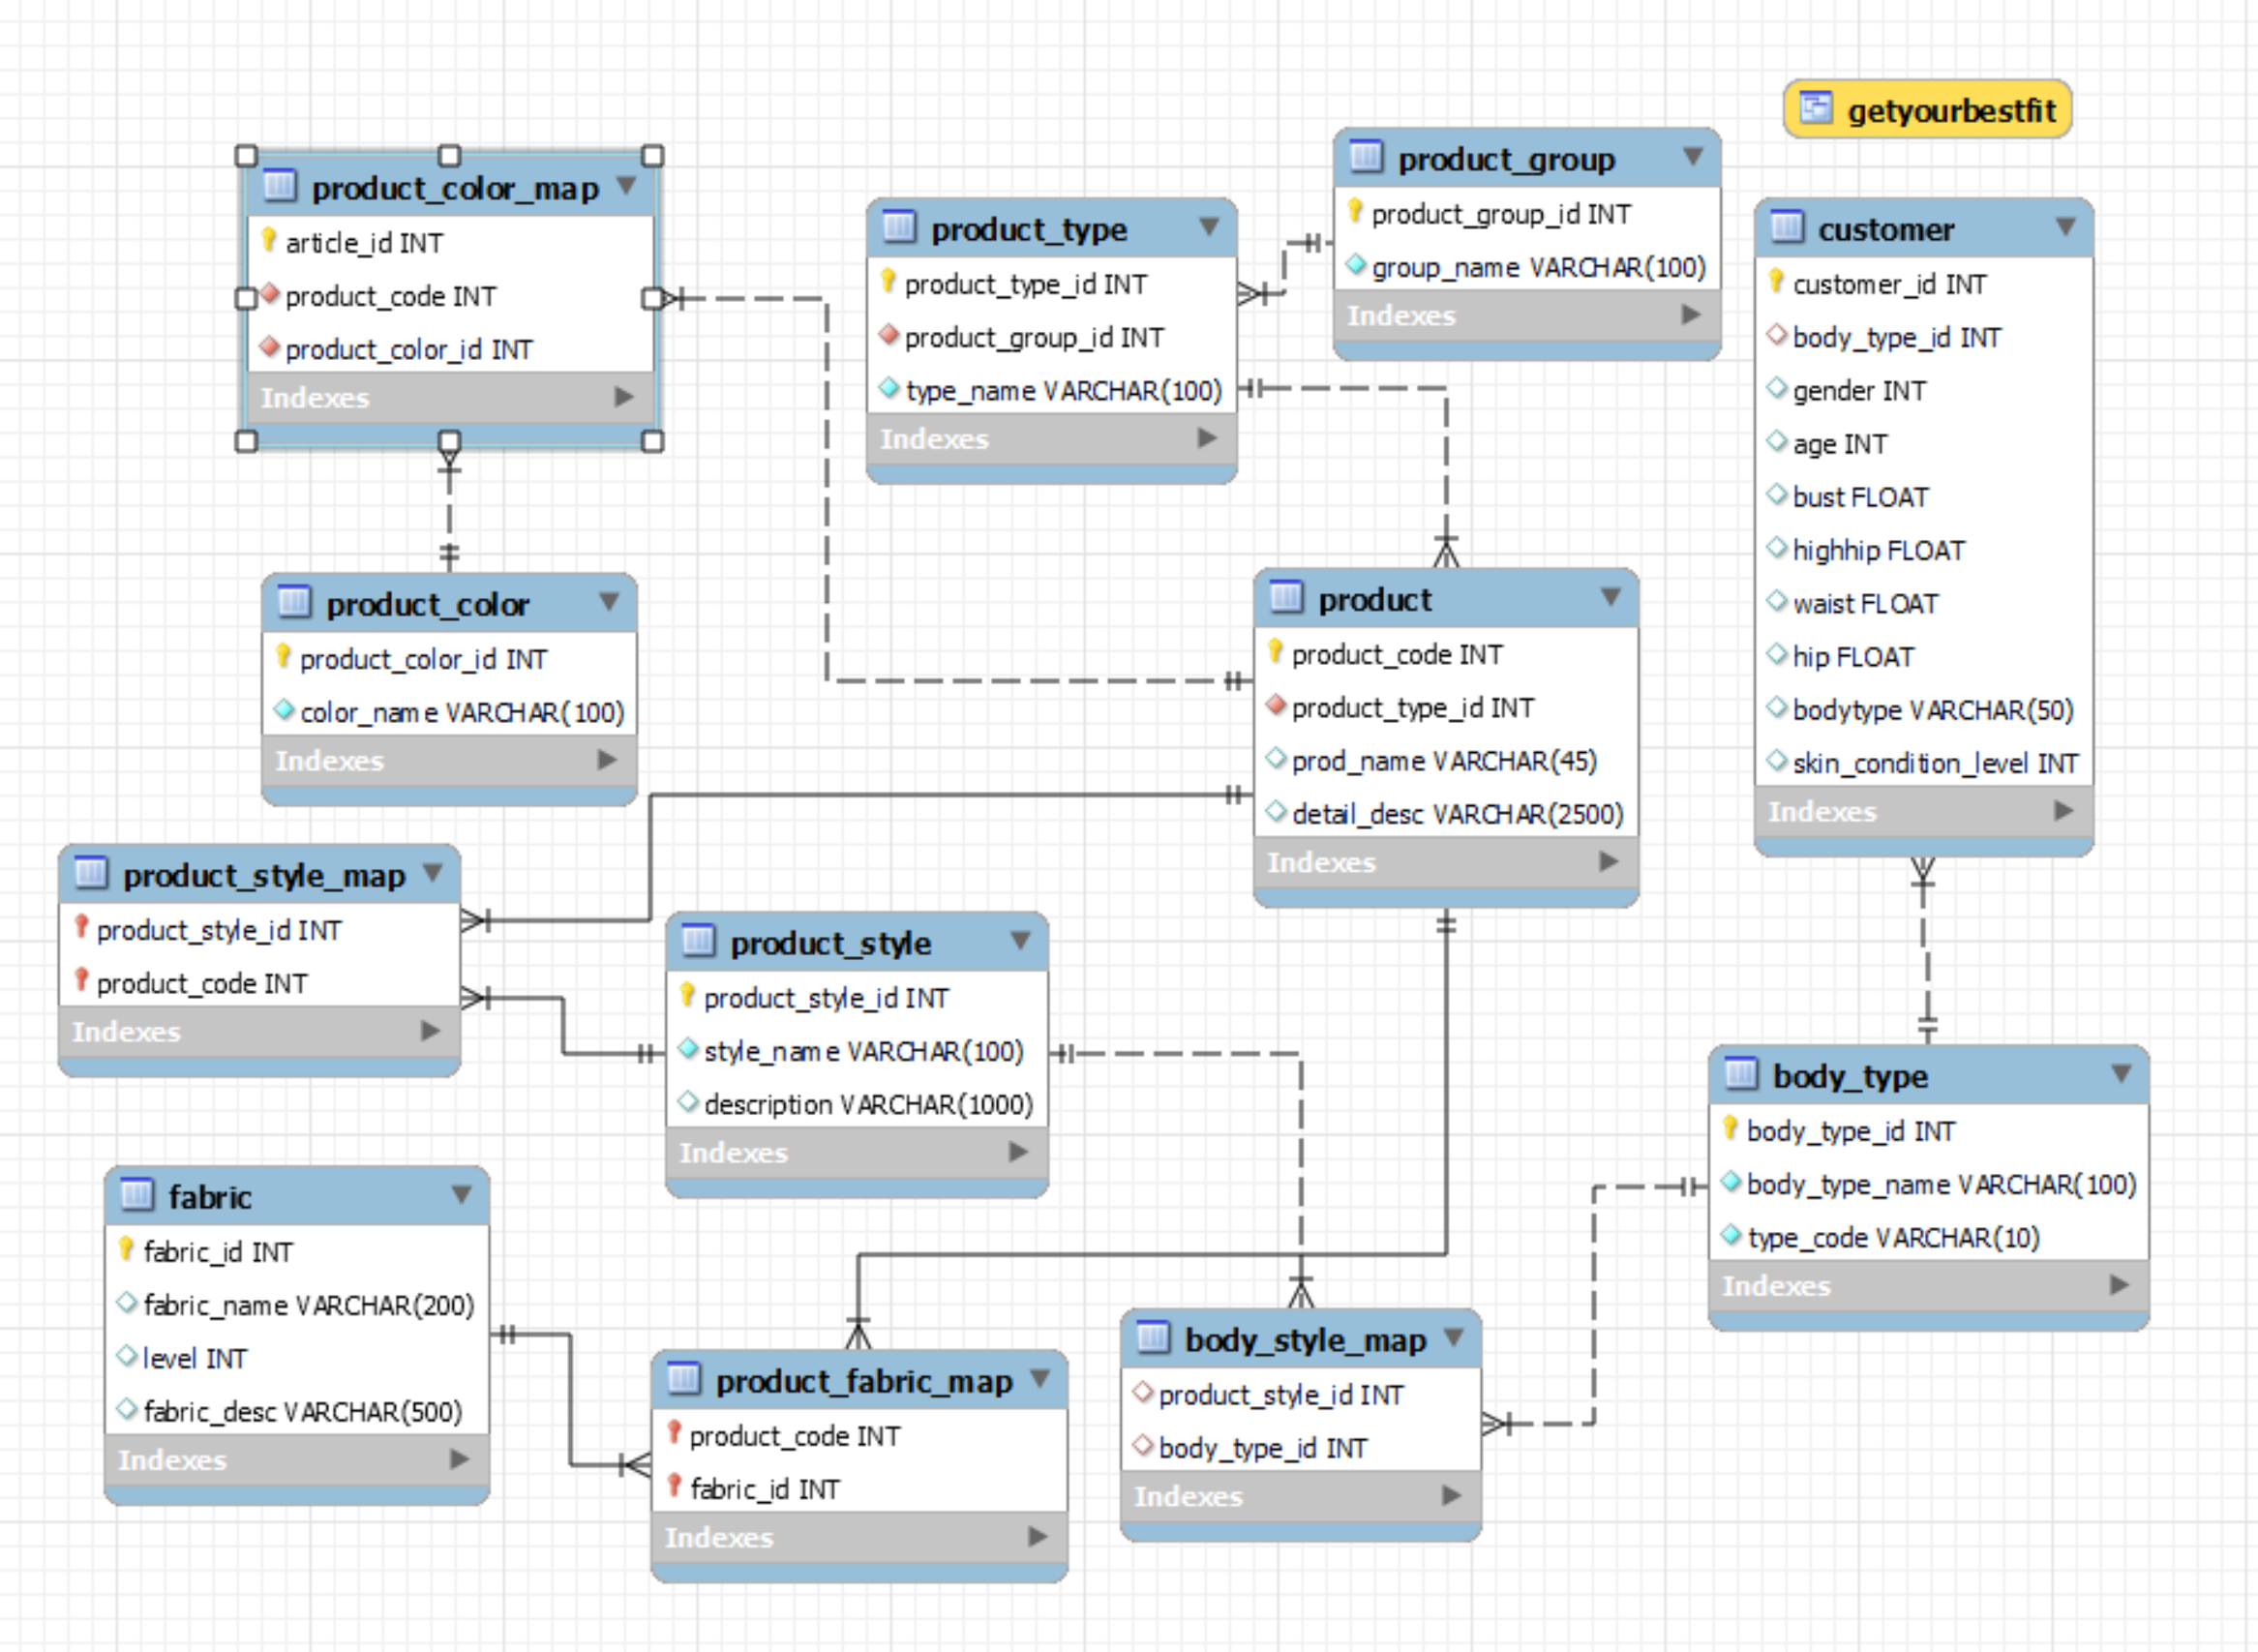 getyourbestfit
product_group
product_group_id INT
group_name VARCHAR(100)
Indexes
product_color_map
article_id INT
product_code INT
product_color_id INT
Indexes
product_type
product_type_id INT
product_group_id INT
type_name VARCHAR(100)
Indexes
customer
customer_id INT
body_type_id INT
gender INT
age INT
bust FLOAT
highhip FLOAT
waist FLOAT
hip FLOAT
bodytype VARCHAR(50)
skin_condition_level INT
Indexes
product_color
product_color_id INT
color_name VARCHAR(100)
Indexes
product
product_code INT
product_type_id INT
prod_name VARCHAR(45)
detail_desc VARCHAR(2500)
Indexes
product_style_map
product_style_id INT
product_code INT
Indexes
product_style
product_style_id INT
style_name VARCHAR(100)
description VARCHAR(1000)
Indexes
body_type
body_type_id INT
body_type_name VARCHAR(100)
type_code VARCHAR(10)
Indexes
fabric
fabric_id INT
fabric_name VARCHAR(200)
level INT
fabric_desc VARCHAR(500)
Indexes
product_fabric_map
product_code INT
fabric_id INT
Indexes
body_style_map
product_style_id INT
body_type_id INT
Indexes